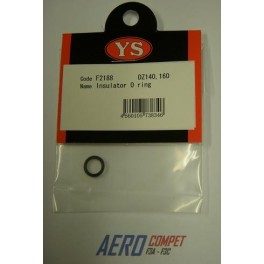 YS
Code F2188 DZ140,160
Name Insulator O ring
AERO COMPET
F3A - F3C